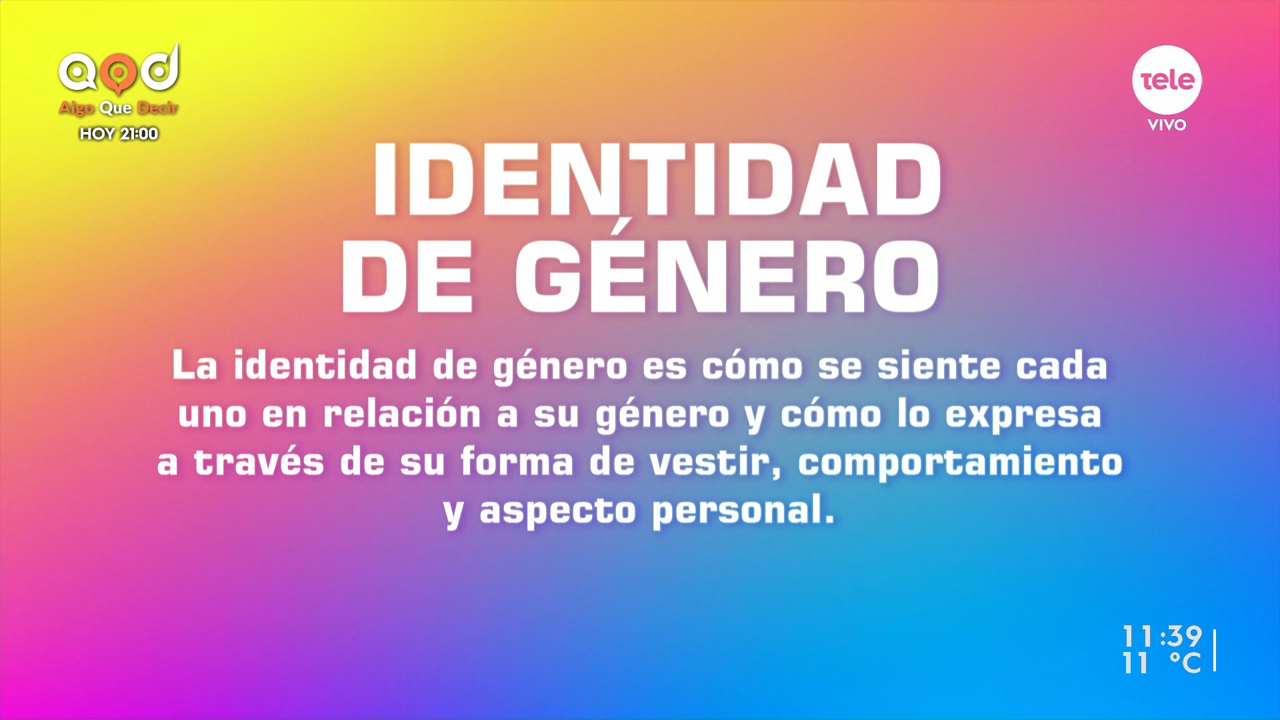 aqd
Algo Que Decir
HOY 21:00
tele
VIVO
IDENTIDAD
DE GÉNERO
La identidad de género es cómo se siente cada
uno en relación a su género y cómo lo expresa
a través de su forma de vestir, comportamiento
y aspecto personal.
11:39
11 °C